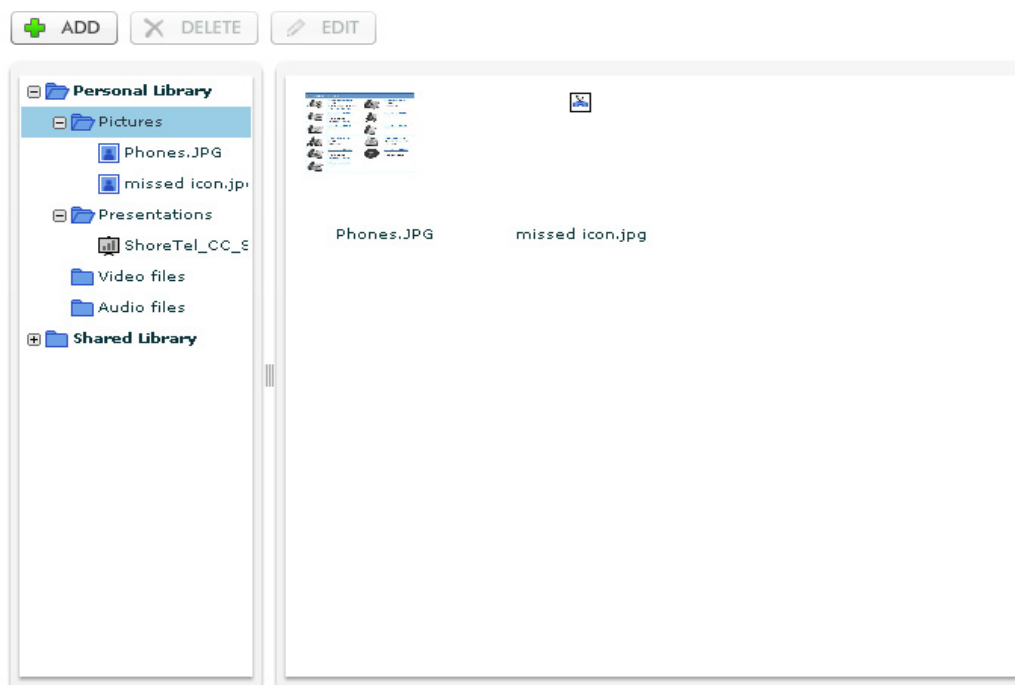 ADD DELETE EDIT
Personal Library
Pictures
Phones.JPG
missed icon.jp
Presentations
ShoreTel_CC_S
Video files
Audio files
Shared Library
Phones.JPG missed icon.jpg